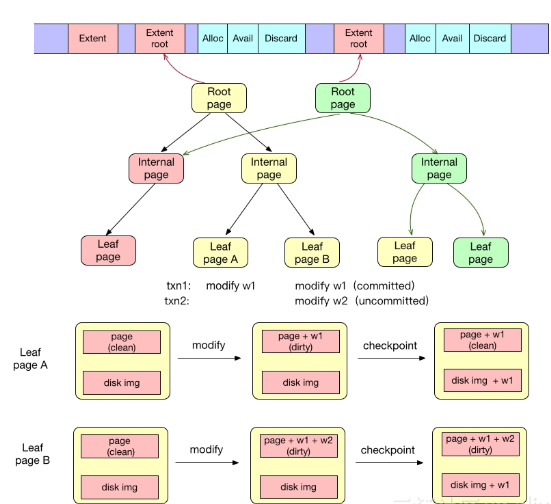 Extent
Extent
root
Alloc
Avail
Discard
Extent
root
Alloc
Avail
Discard
Root
page
Root
page
Internal
page
Internal
page
Internal
page
Leaf
page
Leaf
page A
Leaf
page B
Leaf
page
Leaf
page
txn1: modify w1 modify w1 (committed)
txn2: modify w2 (uncommitted)
Leaf
page A
page
(clean)
disk img
modify
page + w1
(dirty)
disk img
checkpoint
page + w1
(clean)
disk img + w1
Leaf
page B
page
(clean)
disk img
modify
page + w1 + w2
(dirty)
disk img
checkpoint
page + w1 + w2
(dirty)
disk img + w1